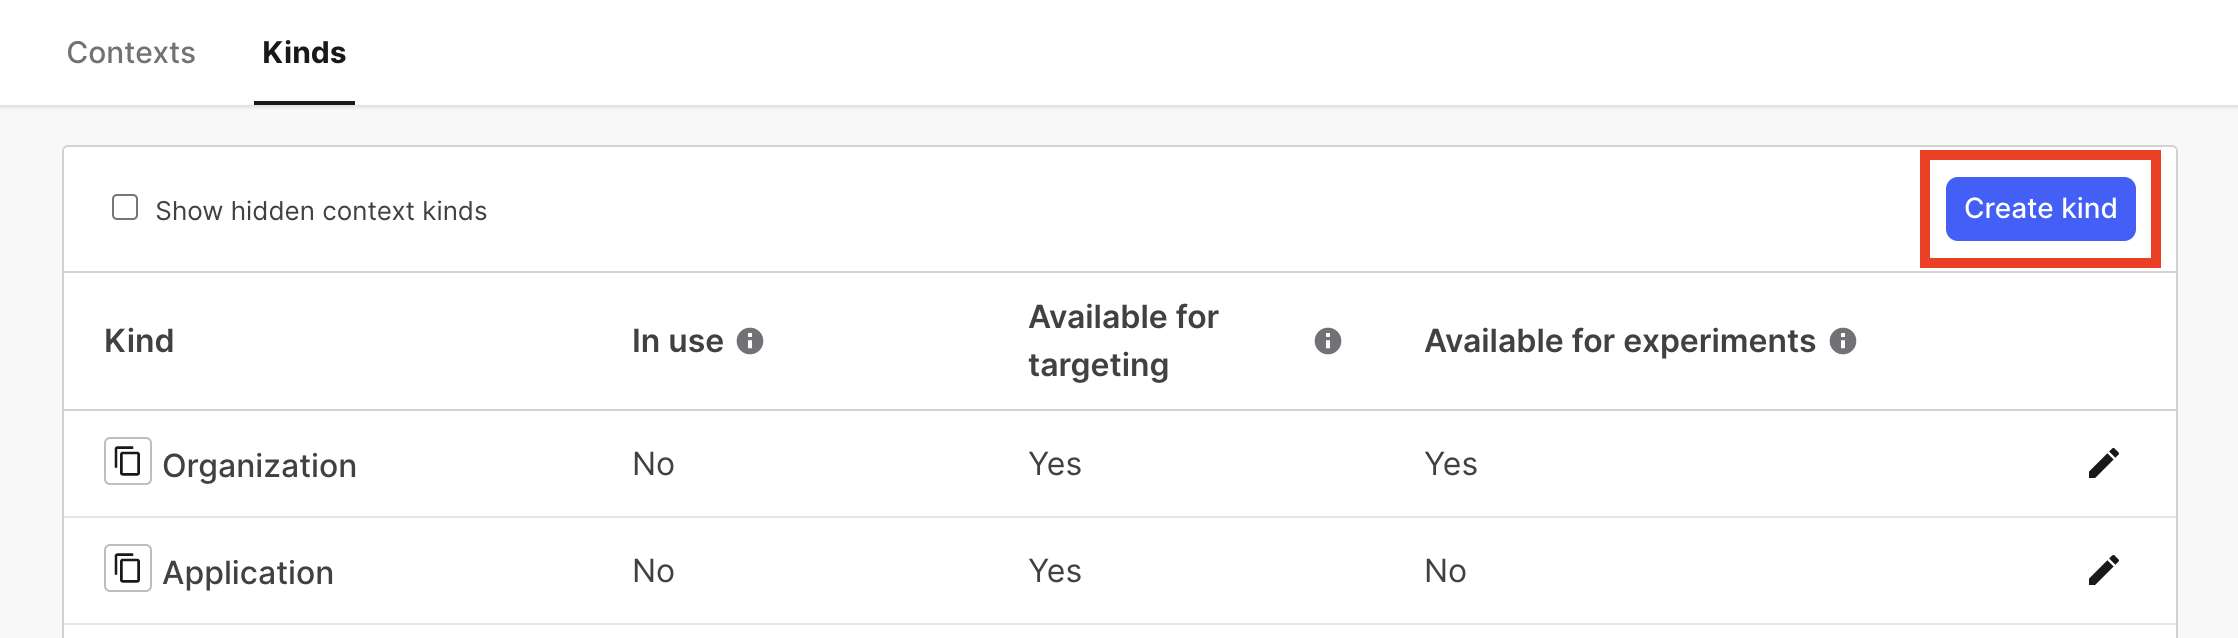 Contexts Kinds
Show hidden context kinds Create kind
Kind In use Available for targeting Available for experiments
Organization No Yes Yes
Application No Yes No